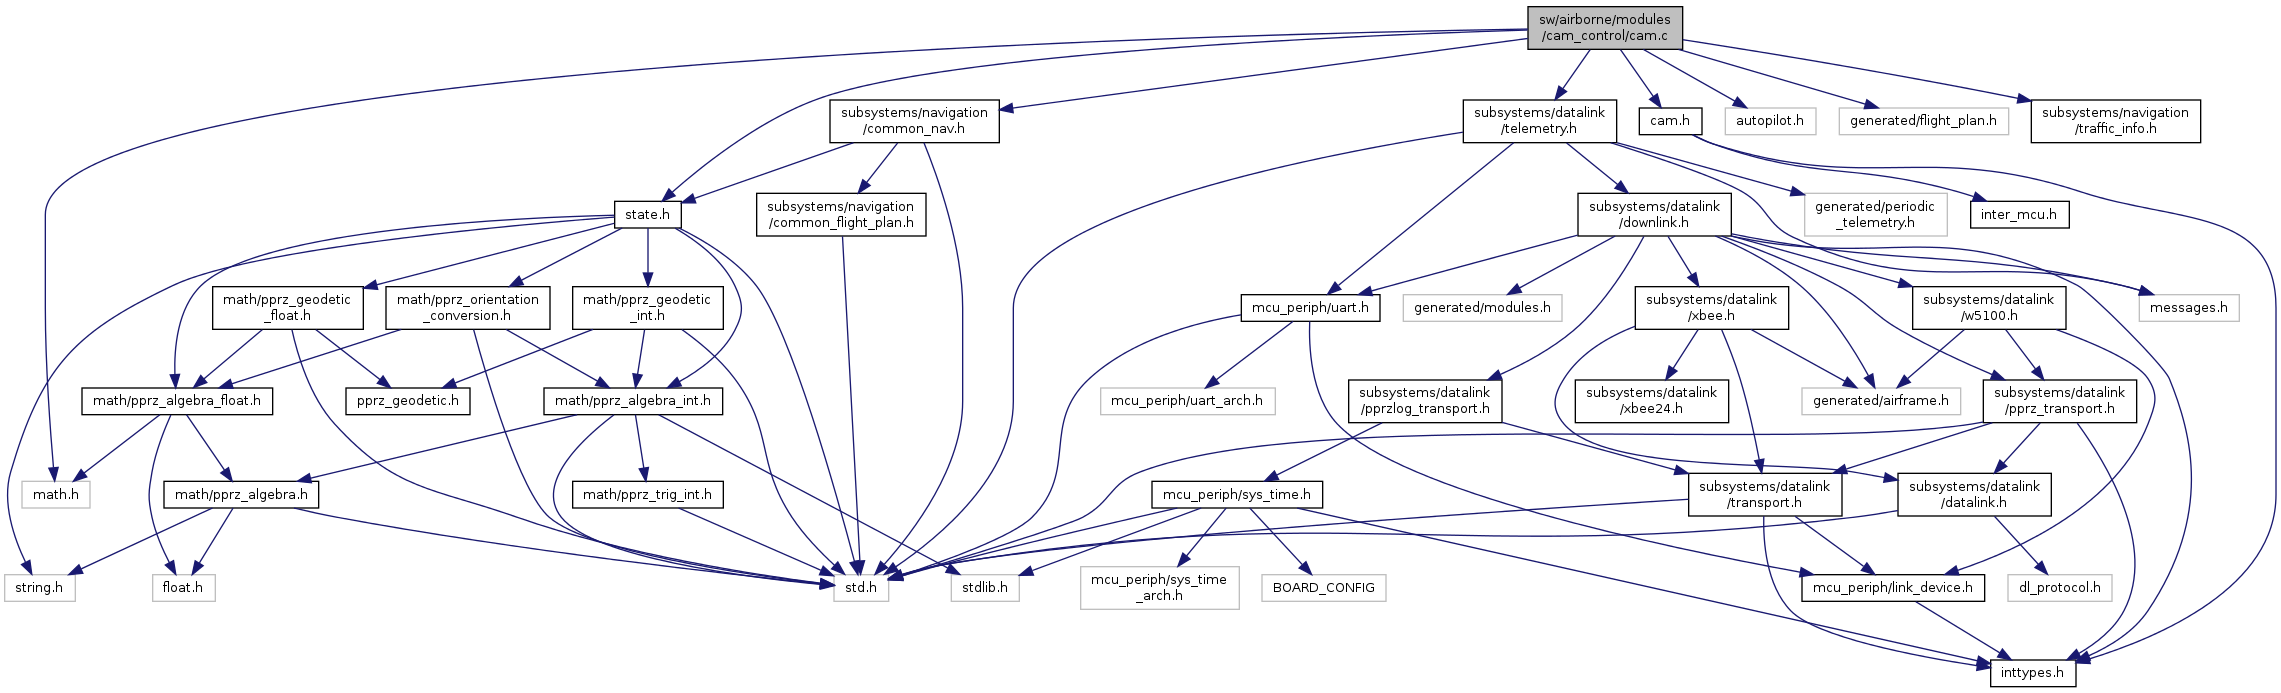 sw/airborne/modules
/cam_control/cam.c
subsystems/navigation
/common_nav.h
subsystems/datalink
/telemetry.h
cam.h
autopilot.h
generated/flight_plan.h
subsystems/navigation
/traffic_info.h
state.h
subsystems/navigation
/common_flight_plan.h
subsystems/datalink
/downlink.h
generated/periodic
_telemetry.h
inter_mcu.h
math/pprz_geodetic
_float.h
math/pprz_orientation
_conversion.h
math/pprz_geodetic
_int.h
mcu_periph/uart.h
generated/modules.h
subsystems/datalink
/xbee.h
subsystems/datalink
/w5100.h
messages.h
math/pprz_algebra_float.h
pprz_geodetic.h
math/pprz_algebra_int.h
mcu_periph/uart_arch.h
subsystems/datalink
/pprzlog_transport.h
subsystems/datalink
/xbee24.h
generated/airframe.h
subsystems/datalink
/pprz_transport.h
math.h
math/pprz_algebra.h
math/pprz_trig_int.h
mcu_periph/sys_time.h
subsystems/datalink
/transport.h
subsystems/datalink
/datalink.h
string.h
float.h
std.h
stdlib.h
mcu_periph/sys_time
_arch.h
BOARD_CONFIG
mcu_periph/link_device.h
dl_protocol.h
inttypes.h